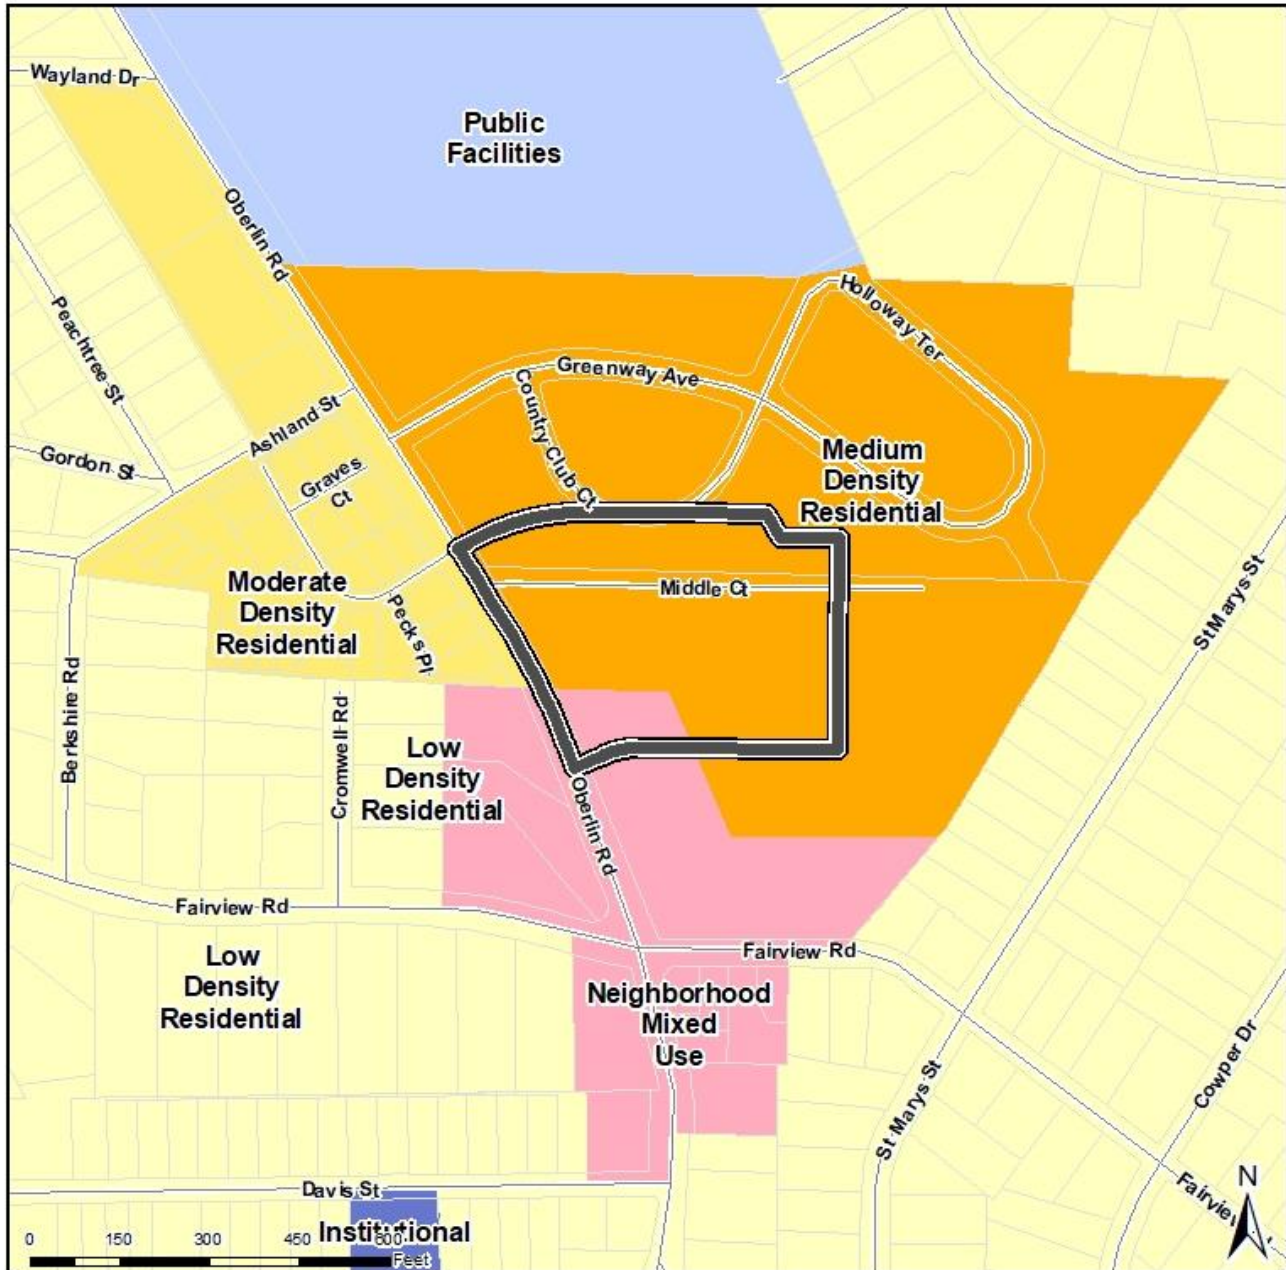 Wayland Dr
Public
Facilities
Oberlin Rd
Peachtree St
Holloway Ter
Greenway Ave
Country Club Ct
Ashland St
Gordon St
Graves
Ct
Medium
Density
Residential
Moderate
Density
Residential
Middle Ct
Pecks Pl
St Marys St
Berkshire Rd
Cromwell Rd
Low
Density
Residential
Oberlin Rd
Fairview Rd
Fairview Rd
Low
Density
Residential
Neighborhood
Mixed
Use
St Marys St
Cowper Dr
Davis St
Institutional
Fairview
N
0 150 300 450 600
Feet